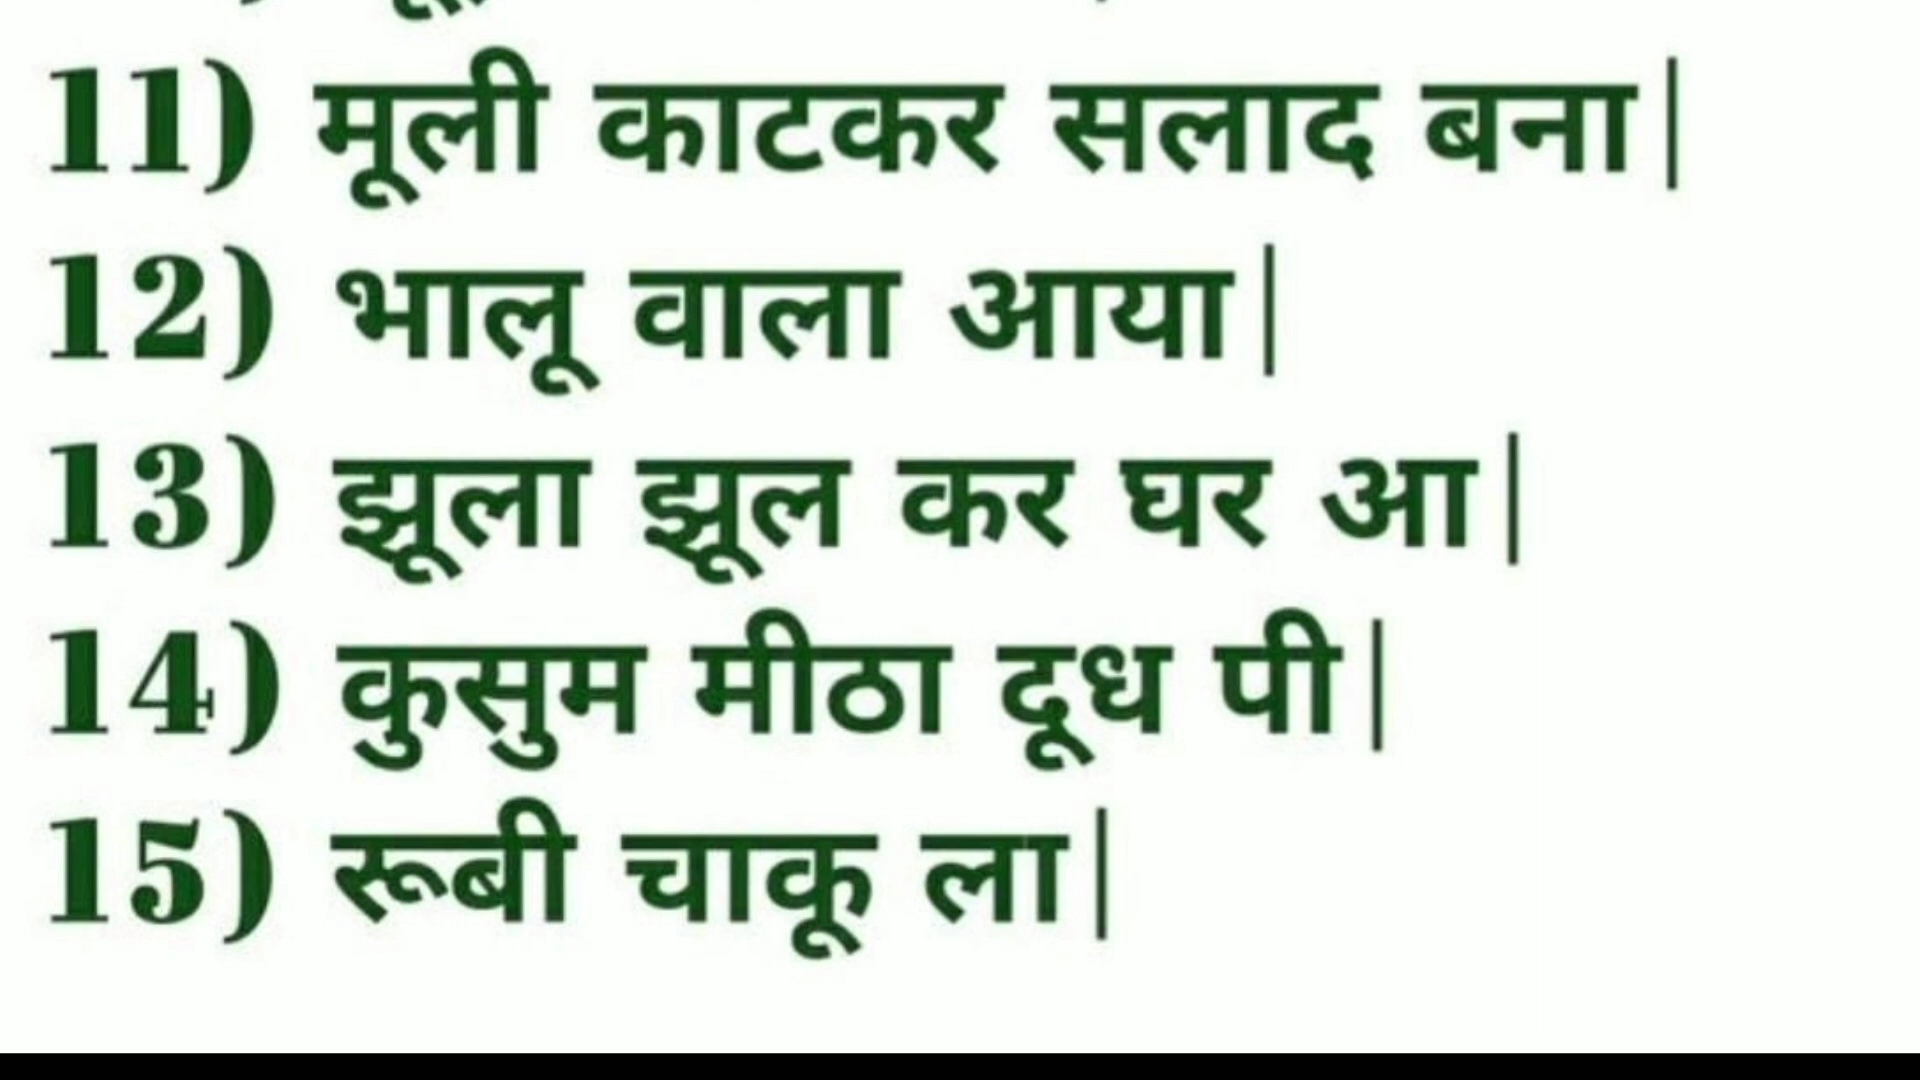 11) मूली काटकर सलाद बना|
12) भालू वाला आया|
13) झूला झूल कर घर आ|
14) कुसुम मीठा दूध पी|
15) रूबी चाकू ला|